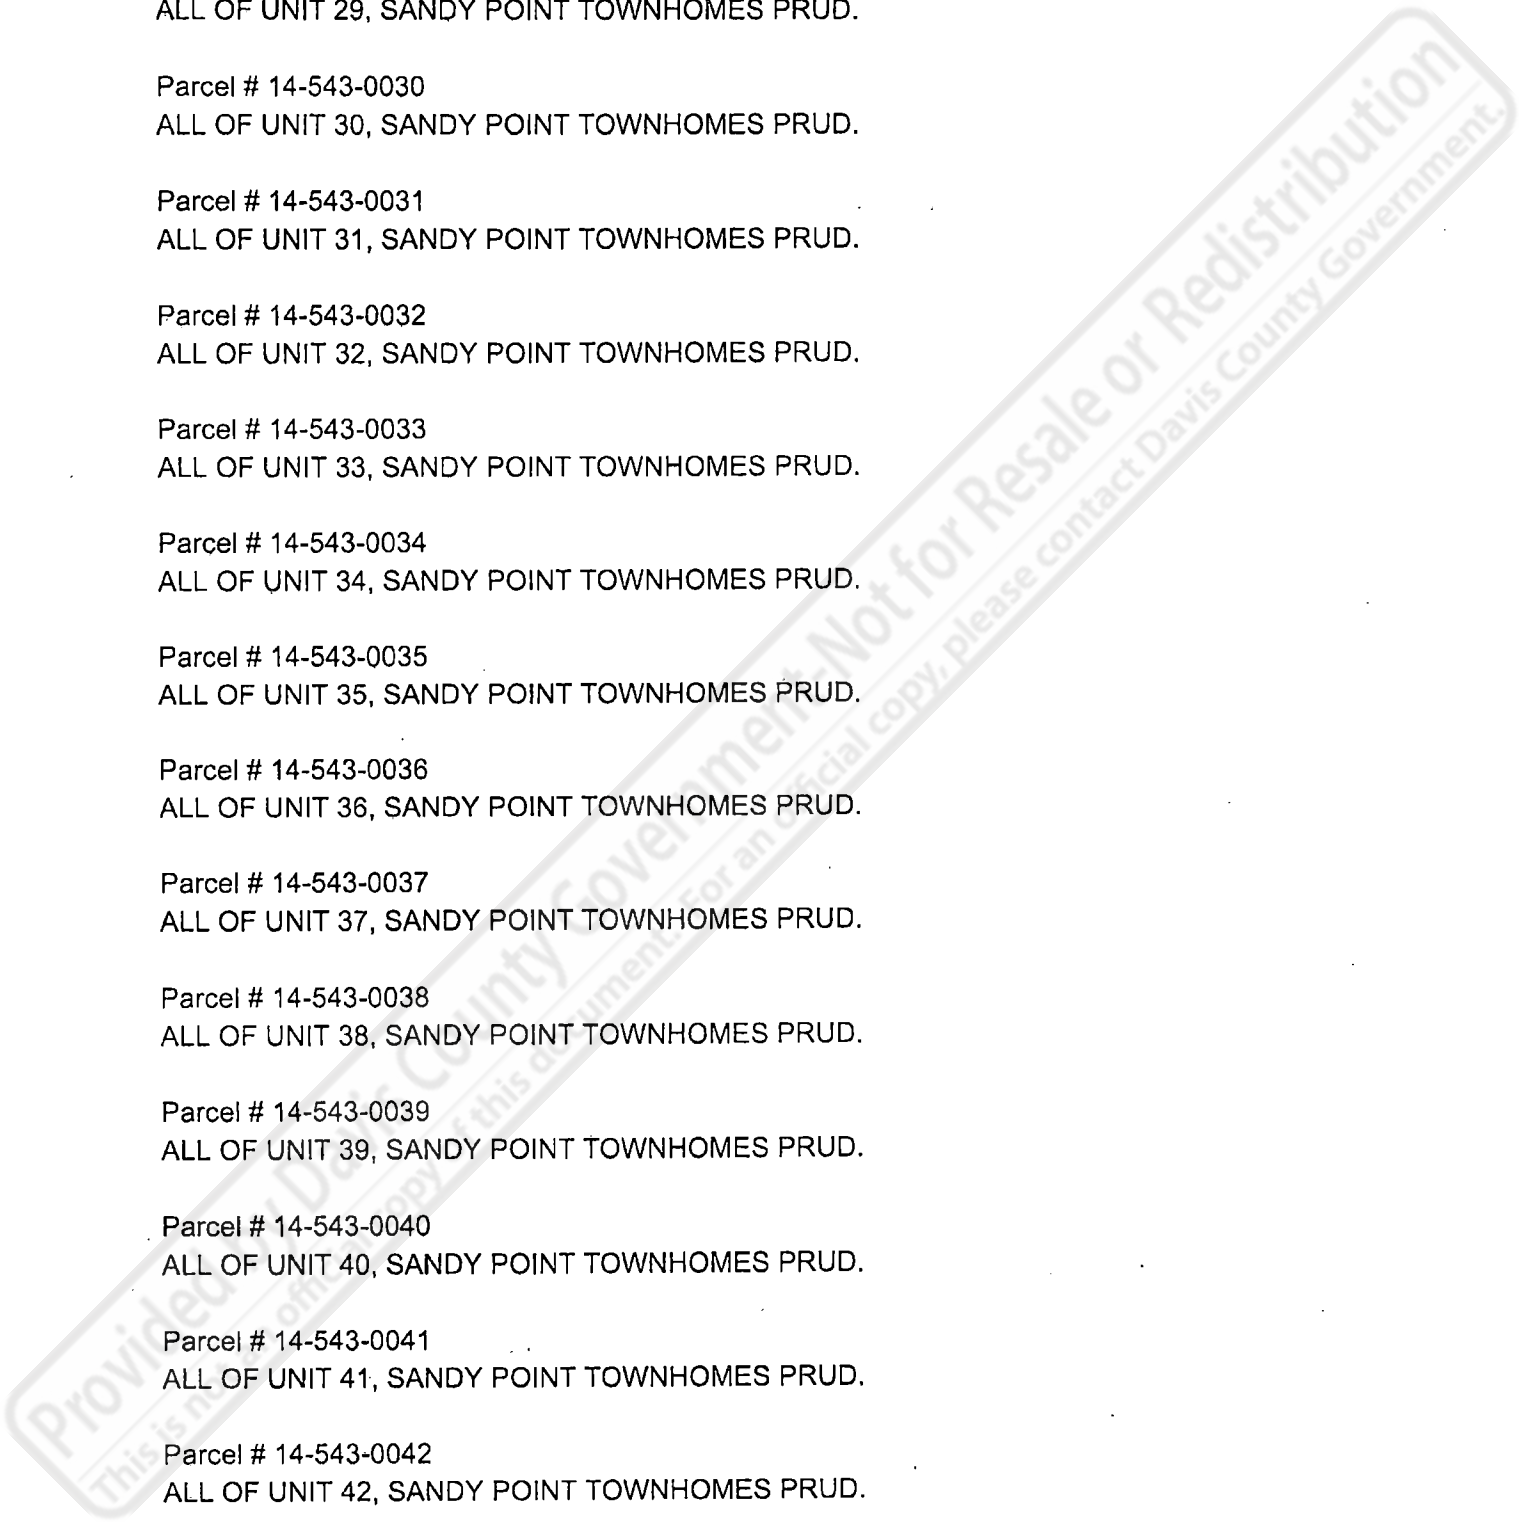 ALL OF UNIT 29, SANDY POINT TOWNHOMES PRUD.
Parcel # 14-543-0030
ALL OF UNIT 30, SANDY POINT TOWNHOMES PRUD.
Parcel # 14-543-0031
ALL OF UNIT 31, SANDY POINT TOWNHOMES PRUD.
Parcel # 14-543-0032
ALL OF UNIT 32, SANDY POINT TOWNHOMES PRUD.
Parcel # 14-543-0033
ALL OF UNIT 33, SANDY POINT TOWNHOMES PRUD.
Parcel # 14-543-0034
ALL OF UNIT 34, SANDY POINT TOWNHOMES PRUD.
Parcel # 14-543-0035
ALL OF UNIT 35, SANDY POINT TOWNHOMES PRUD.
Parcel # 14-543-0036
ALL OF UNIT 36, SANDY POINT TOWNHOMES PRUD.
Parcel # 14-543-0037
ALL OF UNIT 37, SANDY POINT TOWNHOMES PRUD.
Parcel # 14-543-0038
ALL OF UNIT 38, SANDY POINT TOWNHOMES PRUD.
Parcel # 14-543-0039
ALL OF UNIT 39, SANDY POINT TOWNHOMES PRUD.
Parcel # 14-543-0040
ALL OF UNIT 40, SANDY POINT TOWNHOMES PRUD.
Parcel # 14-543-0041
ALL OF UNIT 41, SANDY POINT TOWNHOMES PRUD.
Parcel # 14-543-0042
ALL OF UNIT 42, SANDY POINT TOWNHOMES PRUD.
Provided by Davis County Government-Not for Resale or Redistribution
This is not an official copy of this document. For an official copy, please contact Davis County Government.